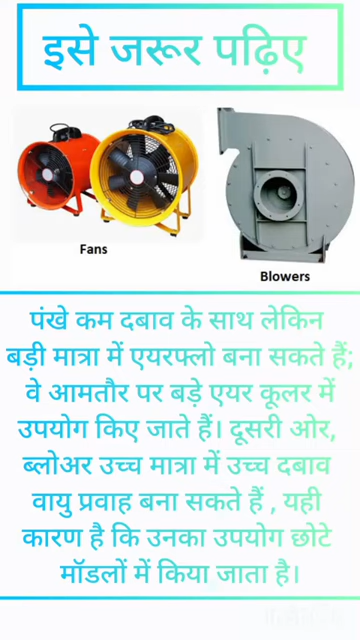 इसे जरूर पढ़िए
Fans
Blowers
पंखे कम दबाव के साथ लेकिन
बड़ी मात्रा में एयरफ्लो बना सकते हैं;
वे आमतौर पर बड़े एयर कूलर में
उपयोग किए जाते हैं। दूसरी ओर,
ब्लोअर उच्च मात्रा में उच्च दबाव
वायु प्रवाह बना सकते हैं , यही
कारण है कि उनका उपयोग छोटे
मॉडलों में किया जाता है।